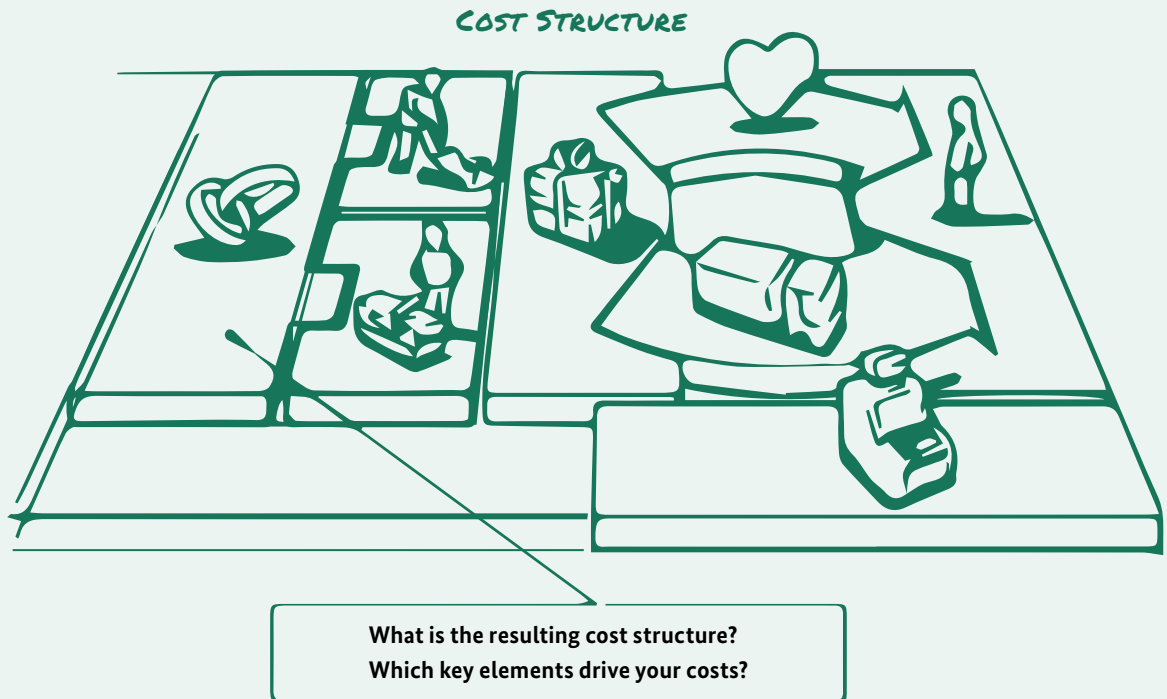 COST STRUCTURE
What is the resulting cost structure?
Which key elements drive your costs?